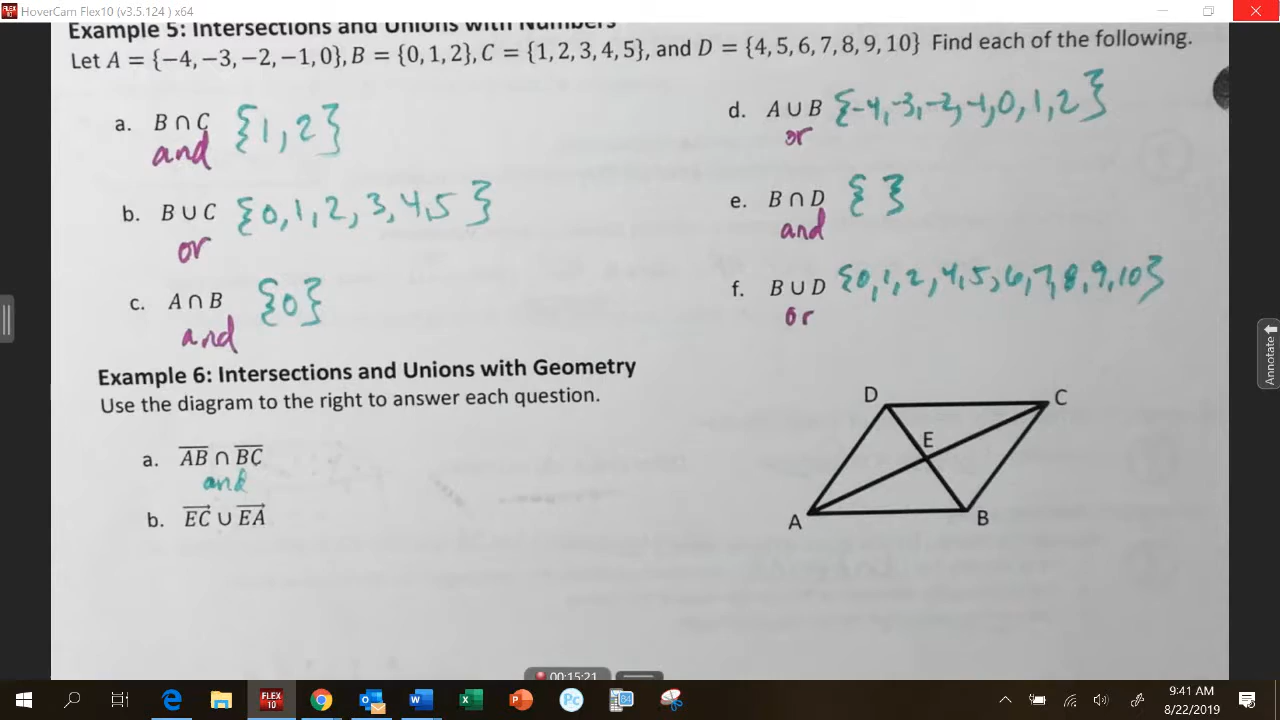 HoverCam Flex10 (v3.5.124 ) x64
Example 5: Intersections and Unions with Numbers
Let A = {−4, −3, −2, −1, 0}, B = {0, 1, 2}, C = {1, 2, 3, 4, 5}, and D = {4, 5, 6, 7, 8, 9, 10} Find each of the following.
a. B ∩ C {1, 2}
and
b. B ∪ C {0, 1, 2, 3, 4, 5}
or
c. A ∩ B {0}
and
d. A ∪ B {-4, -3, -2, -1, 0, 1, 2}
or
e. B ∩ D { }
and
f. B ∪ D {0, 1, 2, 4, 5, 6, 7, 8, 9, 10}
or
Example 6: Intersections and Unions with Geometry
Use the diagram to the right to answer each question.
a. A̅B̅ ∩ B̅C̅
and
b. E⃗C⃗ ∪ E⃗A⃗
D
C
E
A
B
Annotate
00:15:21
FLEX 10
Pc
84
9:41 AM
8/22/2019